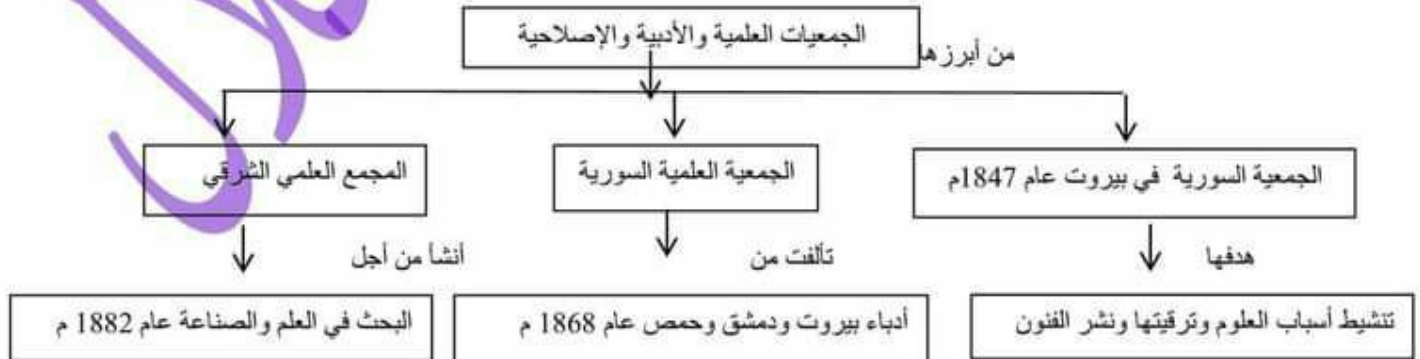 الجمعيات العلمية والأدبية والإصلاحية
من أبرزها
الجمعية السورية في بيروت عام 1847م
الجمعية العلمية السورية
المجمع العلمي الشرقي
هدفها
تألفت من
أنشأ من أجل
تنشيط أسباب العلوم وترقيتها ونشر الفنون
أدباء بيروت ودمشق وحمص عام 1868 م
البحث في العلم والصناعة عام 1882 م